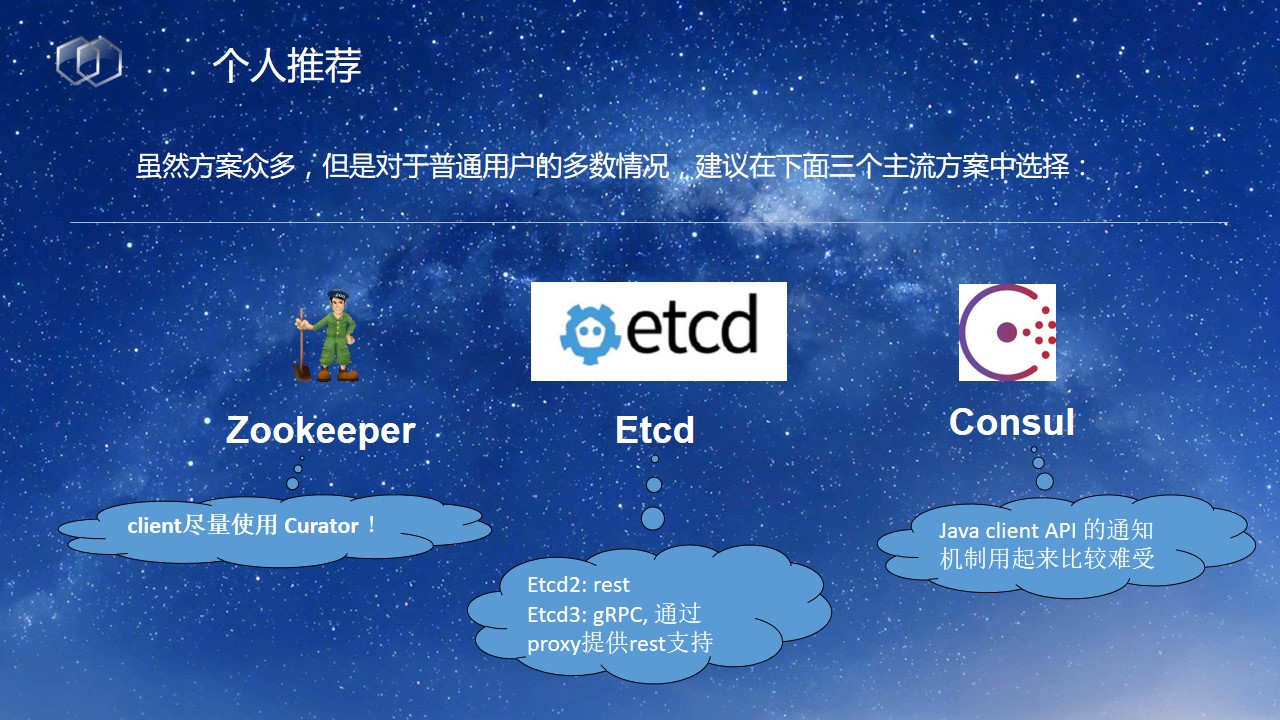 个人推荐
虽然方案众多，但是对于普通用户的多数情况，建议在下面三个主流方案中选择：
etcd
Zookeeper
Etcd
Consul
client尽量使用 Curator！
Etcd2: rest
Etcd3: gRPC, 通过
proxy提供rest支持
Java client API 的通知
机制用起来比较难受